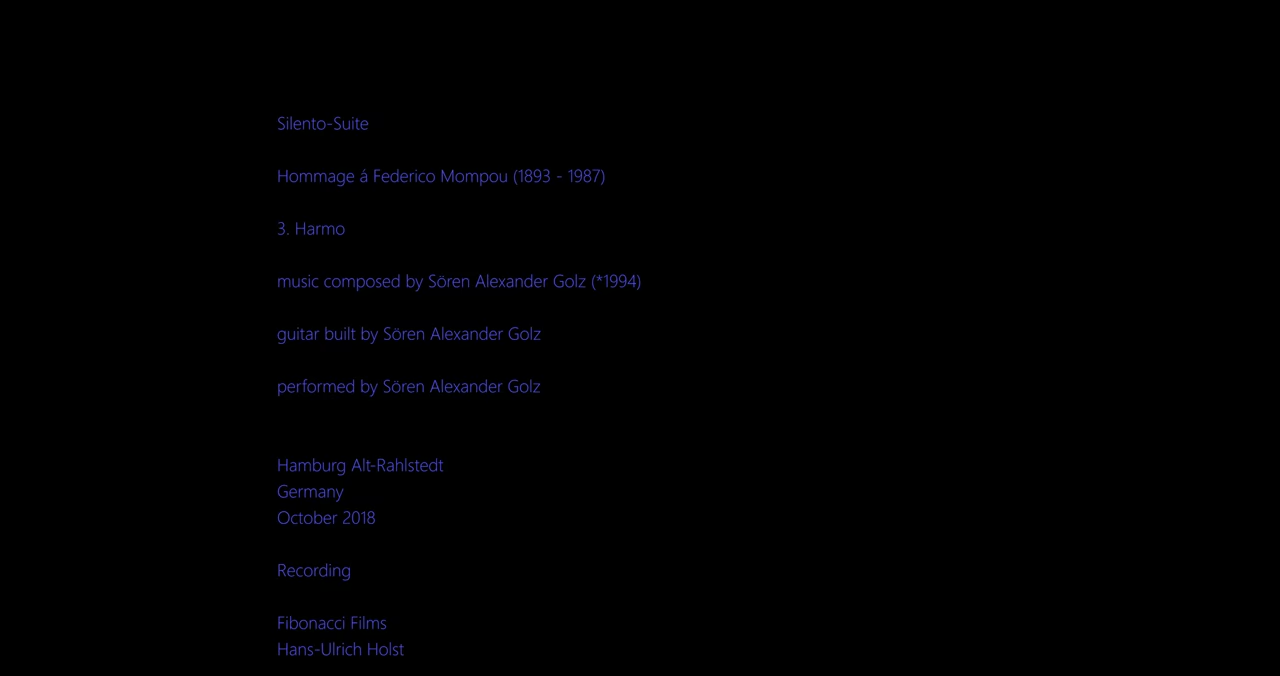 Silento-Suite
Hommage á Federico Mompou (1893 - 1987)
3. Harmo
music composed by Sören Alexander Golz (*1994)
guitar built by Sören Alexander Golz
performed by Sören Alexander Golz
Hamburg Alt-Rahlstedt
Germany
October 2018
Recording
Fibonacci Films
Hans-Ulrich Holst